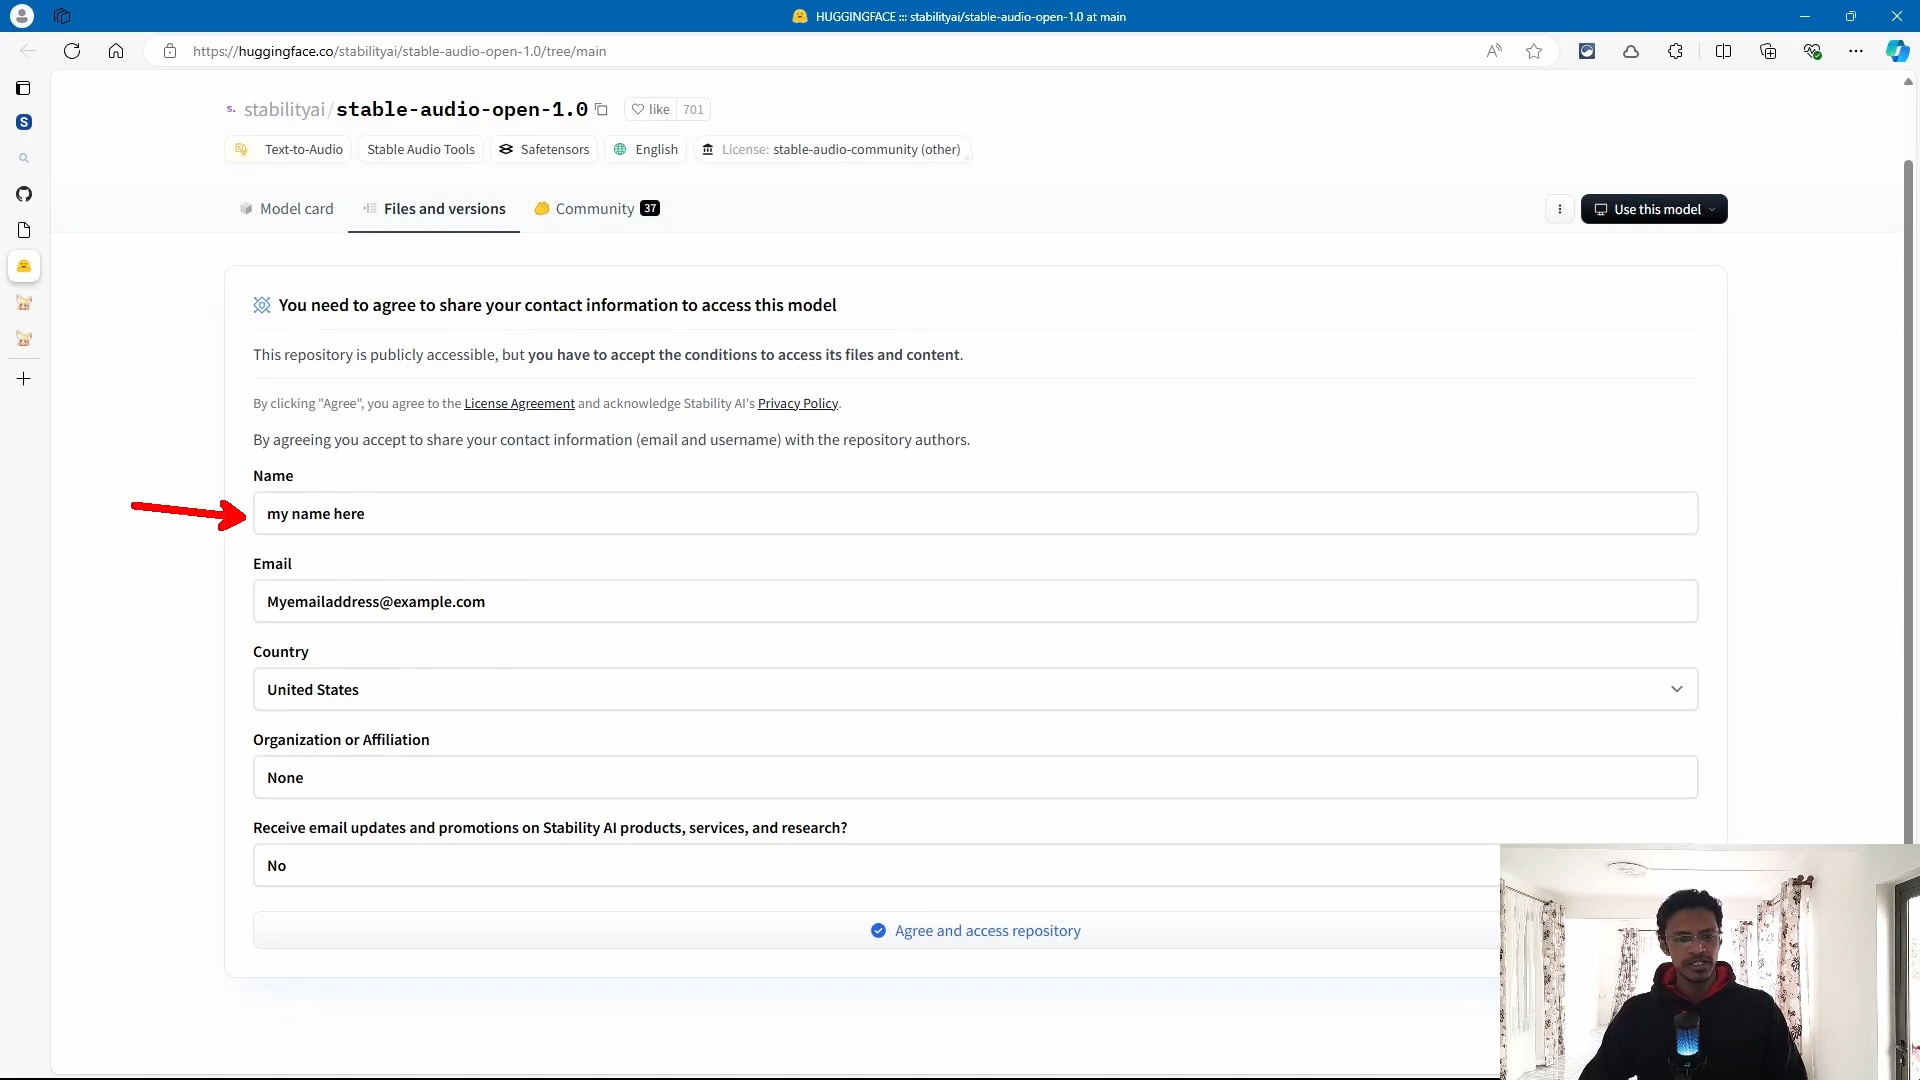 HUGGINGFACE ::: stabilityai/stable-audio-open-1.0 at main
https://huggingface.co/stabilityai/stable-audio-open-1.0/tree/main
S
s. stabilityai/stable-audio-open-1.0 like 701
Text-to-Audio Stable Audio Tools Safetensors English License: stable-audio-community (other)
Model card Files and versions Community 37 Use this model
You need to agree to share your contact information to access this model
This repository is publicly accessible, but you have to accept the conditions to access its files and content.
By clicking "Agree", you agree to the License Agreement and acknowledge Stability AI's Privacy Policy.
By agreeing you accept to share your contact information (email and username) with the repository authors.
Name
my name here
Email
Myemailaddress@example.com
Country
United States
Organization or Affiliation
None
Receive email updates and promotions on Stability AI products, services, and research?
No
Agree and access repository